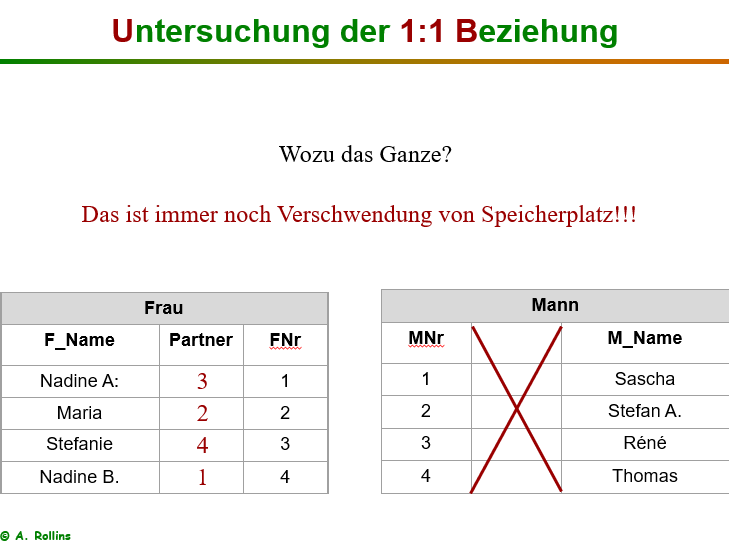 Untersuchung der 1:1 Beziehung
Wozu das Ganze?
Das ist immer noch Verschwendung von Speicherplatz!!!
Frau
F_Name Partner FNr
Nadine A: 3 1
Maria 2 2
Stefanie 4 3
Nadine B. 1 4
Mann
MNr M_Name
1 Sascha
2 Stefan A.
3 Réné
4 Thomas
© A. Rollins